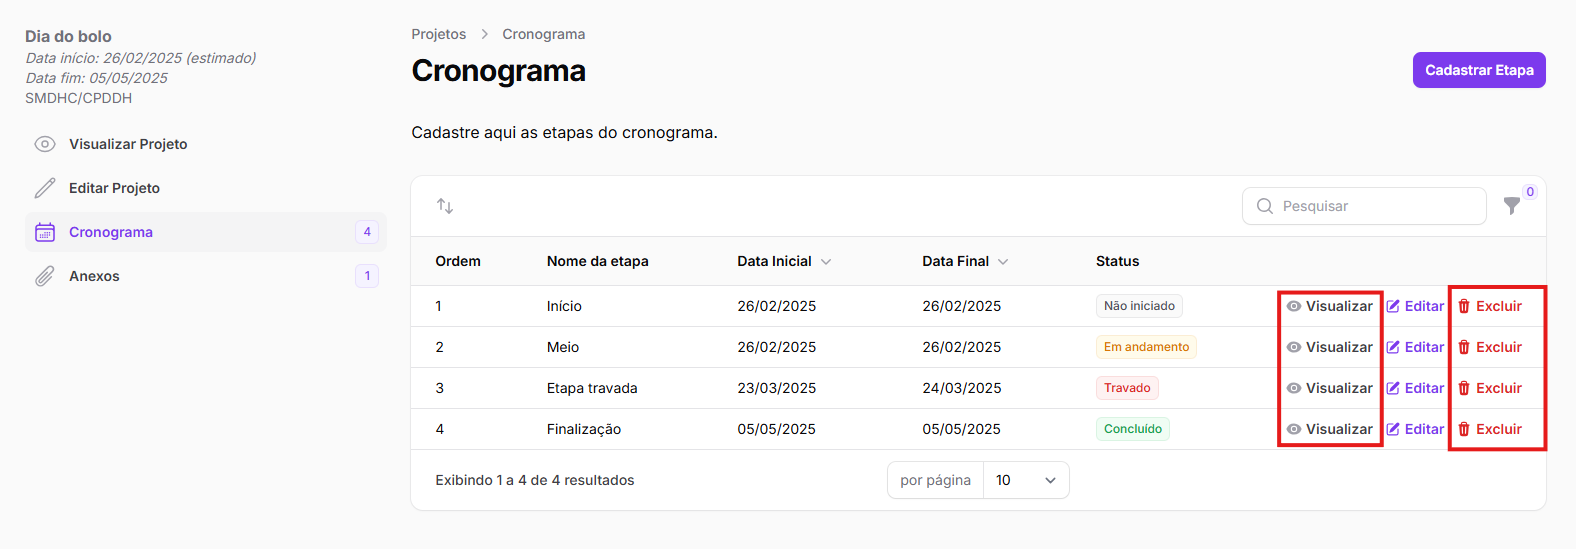 Dia do bolo
Data início: 26/02/2025 (estimado)
Data fim: 05/05/2025
SMDHC/CPDDH
Visualizar Projeto
Editar Projeto
Cronograma 4
Anexos 1
Projetos > Cronograma
Cronograma
Cadastrar Etapa
Cadastre aqui as etapas do cronograma.
Pesquisar 0
Ordem Nome da etapa Data Inicial Data Final Status
1 Início 26/02/2025 26/02/2025 Não iniciado Visualizar Editar Excluir
2 Meio 26/02/2025 26/02/2025 Em andamento Visualizar Editar Excluir
3 Etapa travada 23/03/2025 24/03/2025 Travado Visualizar Editar Excluir
4 Finalização 05/05/2025 05/05/2025 Concluído Visualizar Editar Excluir
Exibindo 1 a 4 de 4 resultados por página 10